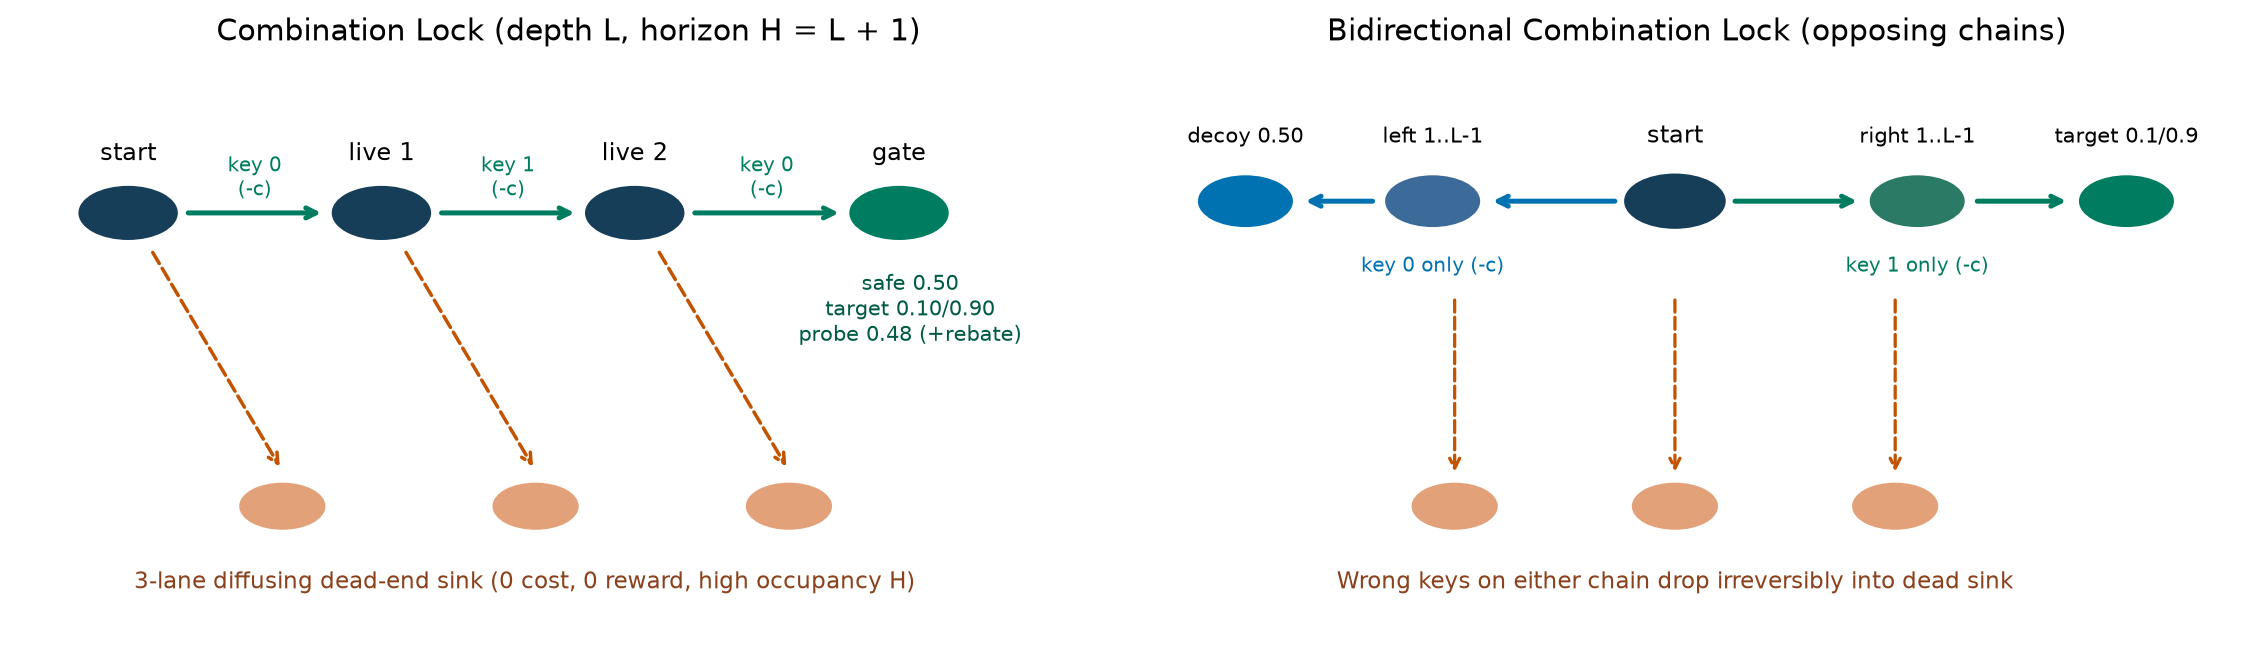 Combination Lock (depth L, horizon H = L + 1)
start
key 0
(-c)
live 1
key 1
(-c)
live 2
key 0
(-c)
gate
safe 0.50
target 0.10/0.90
probe 0.48 (+rebate)
3-lane diffusing dead-end sink (0 cost, 0 reward, high occupancy H)
Bidirectional Combination Lock (opposing chains)
decoy 0.50
left 1..L-1
start
right 1..L-1
target 0.1/0.9
key 0 only (-c)
key 1 only (-c)
Wrong keys on either chain drop irreversibly into dead sink